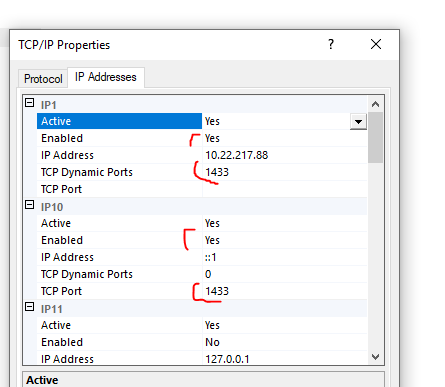 TCP/IP Properties
?
Protocol
IP Addresses
IP1
Active Yes
Enabled Yes
IP Address 10.22.217.88
TCP Dynamic Ports 1433
TCP Port
IP10
Active Yes
Enabled Yes
IP Address ::1
TCP Dynamic Ports 0
TCP Port 1433
IP11
Active Yes
Enabled No
IP Address 127.0.0.1
Active